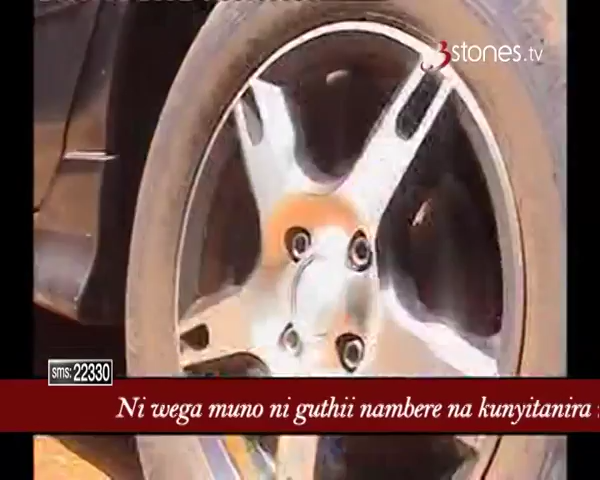 3stones.tv
sms: 22330
Ni wega muno ni guthii nambere na kunyitanira